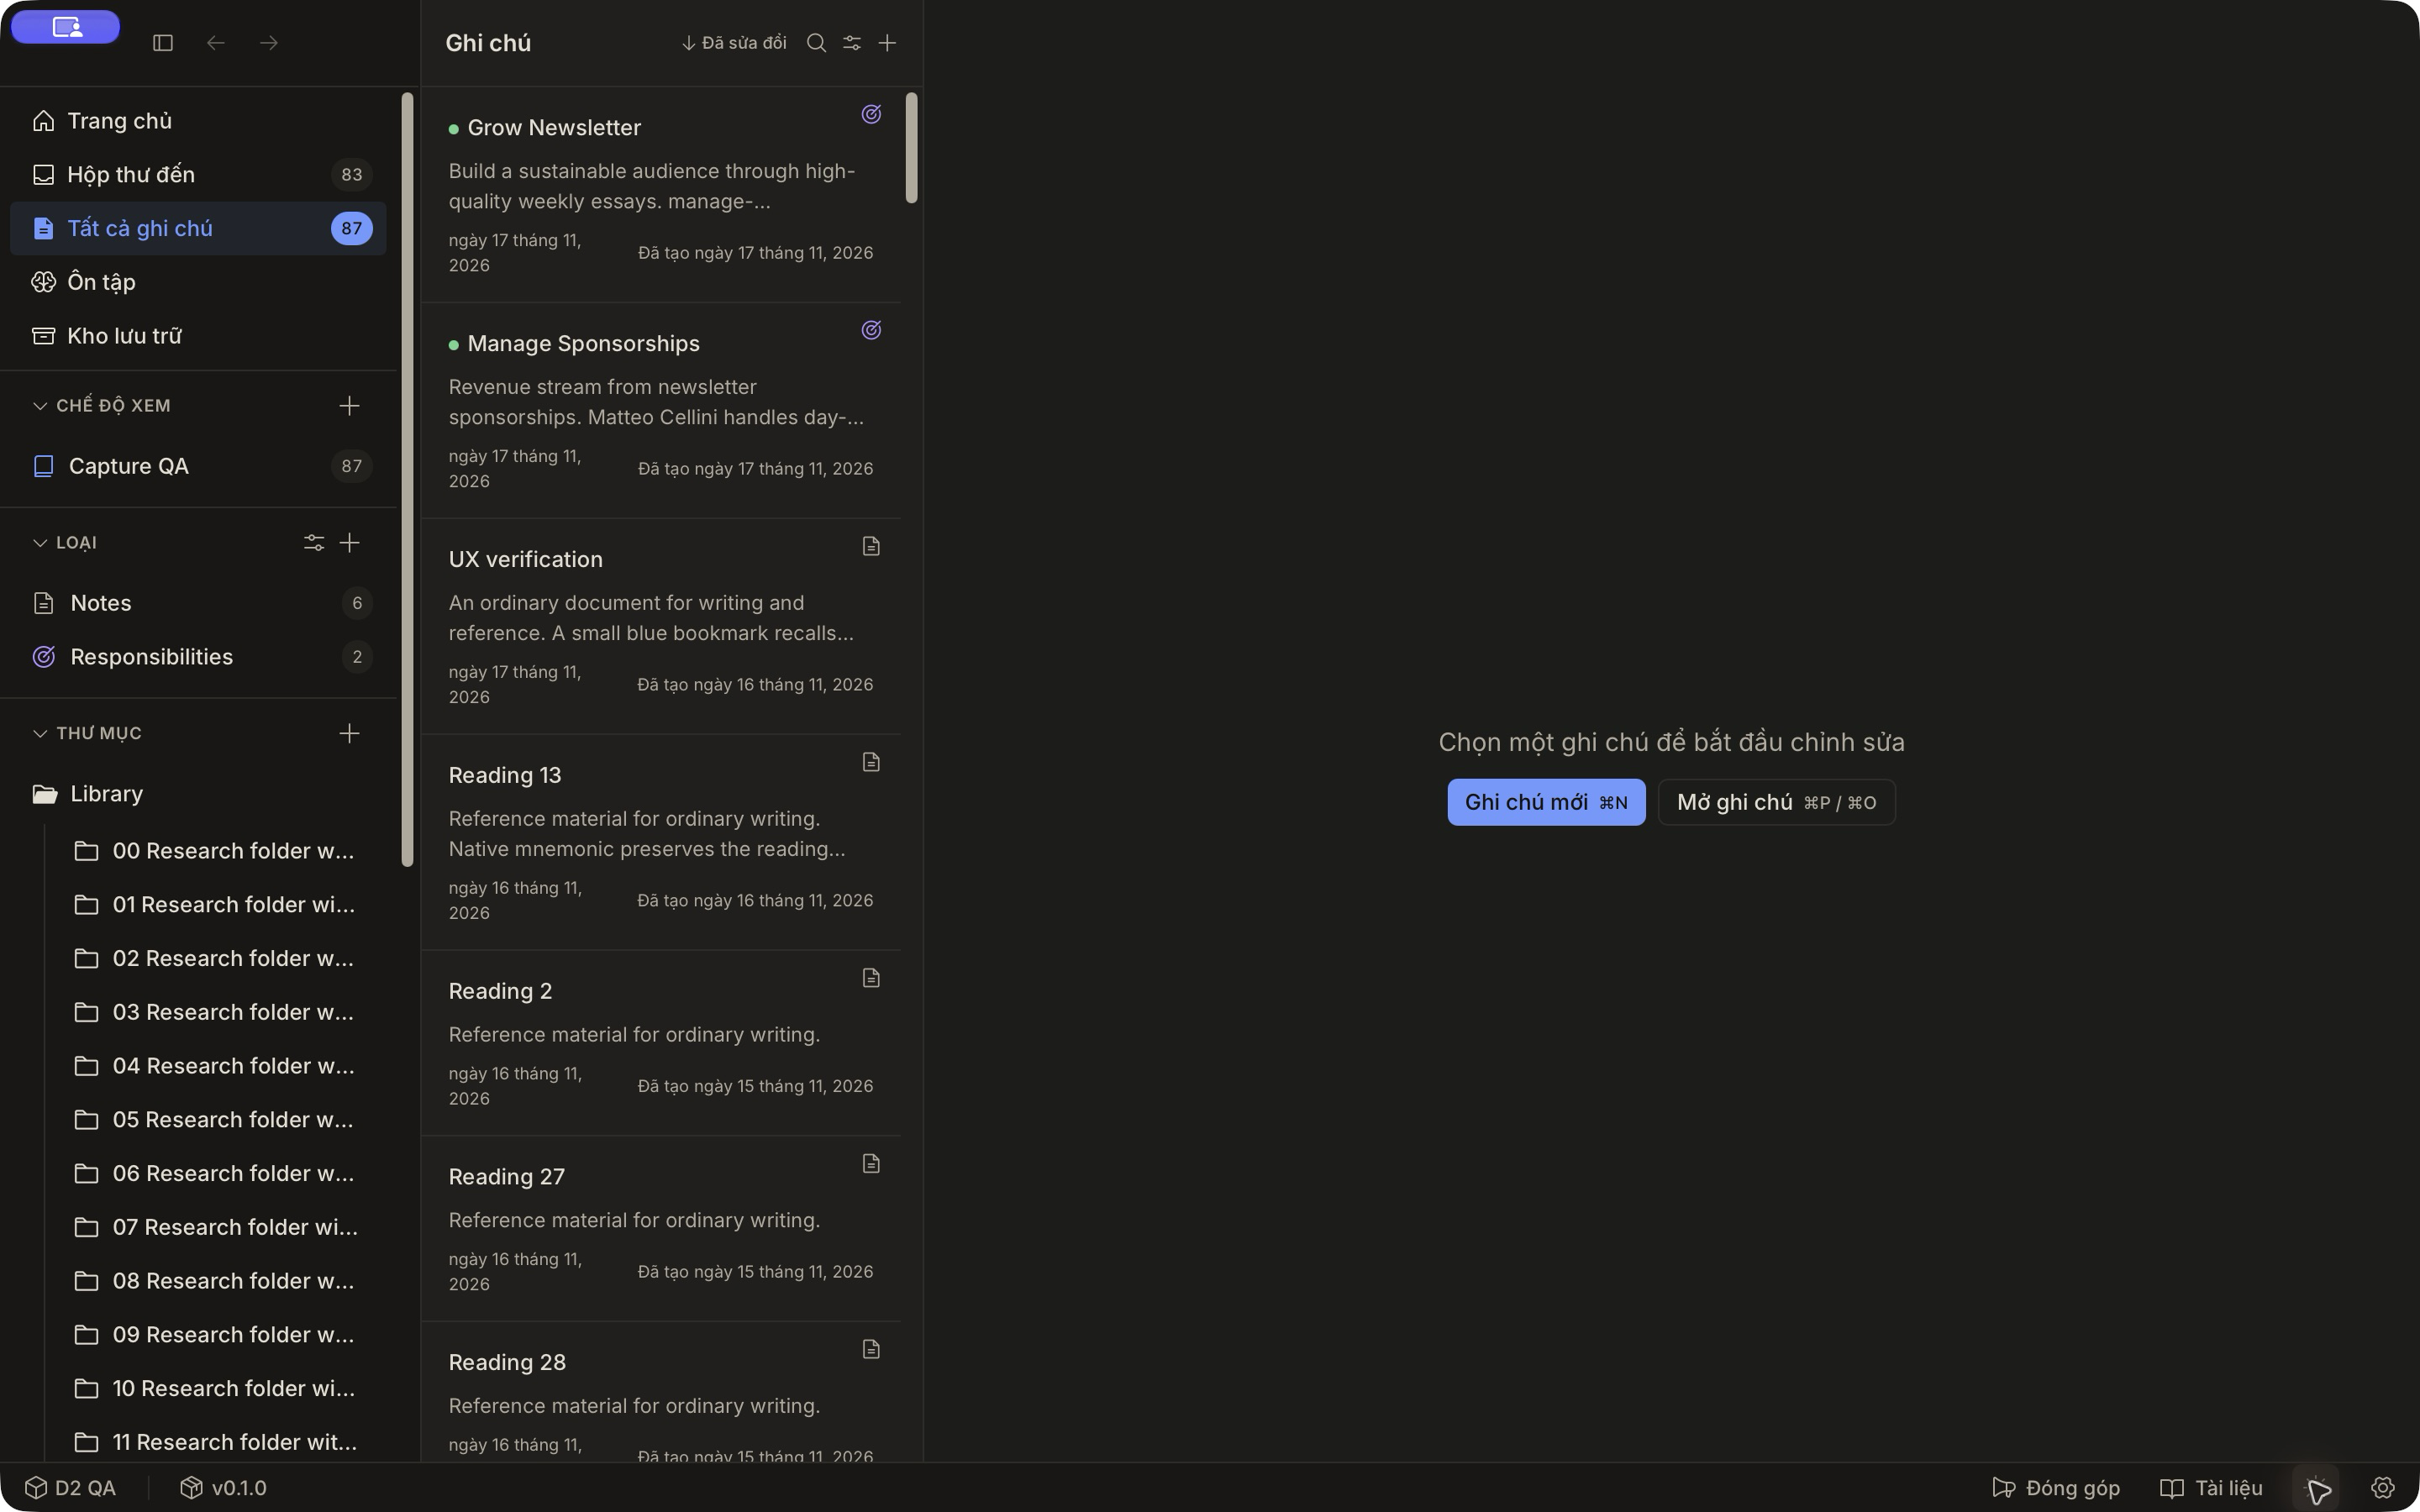 Trang chủ
Hộp thư đến 83
Tất cả ghi chú 87
Ôn tập
Kho lưu trữ
CHẾ ĐỘ XEM
Capture QA 87
LOẠI
Notes 6
Responsibilities 2
THƯ MỤC
Library
00 Research folder w...
01 Research folder wi...
02 Research folder w...
03 Research folder w...
04 Research folder w...
05 Research folder w...
06 Research folder w...
07 Research folder wi...
08 Research folder w...
09 Research folder w...
10 Research folder wi...
11 Research folder wit...
Ghi chú Đã sửa đổi
Grow Newsletter
Build a sustainable audience through high-
quality weekly essays. manage-...
ngày 17 tháng 11,
2026
Đã tạo ngày 17 tháng 11, 2026
Manage Sponsorships
Revenue stream from newsletter
sponsorships. Matteo Cellini handles day-...
ngày 17 tháng 11,
2026
Đã tạo ngày 17 tháng 11, 2026
UX verification
An ordinary document for writing and
reference. A small blue bookmark recalls...
ngày 17 tháng 11,
2026
Đã tạo ngày 16 tháng 11, 2026
Reading 13
Reference material for ordinary writing.
Native mnemonic preserves the reading...
ngày 16 tháng 11,
2026
Đã tạo ngày 16 tháng 11, 2026
Reading 2
Reference material for ordinary writing.
ngày 16 tháng 11,
2026
Đã tạo ngày 15 tháng 11, 2026
Reading 27
Reference material for ordinary writing.
ngày 16 tháng 11,
2026
Đã tạo ngày 15 tháng 11, 2026
Reading 28
Reference material for ordinary writing.
ngày 16 tháng 11,
Đã tạo ngày 15 tháng 11, 2026
Chọn một ghi chú để bắt đầu chỉnh sửa
Ghi chú mới ⌘N Mở ghi chú ⌘P / ⌘O
D2 QA v0.1.0 Đóng góp Tài liệu